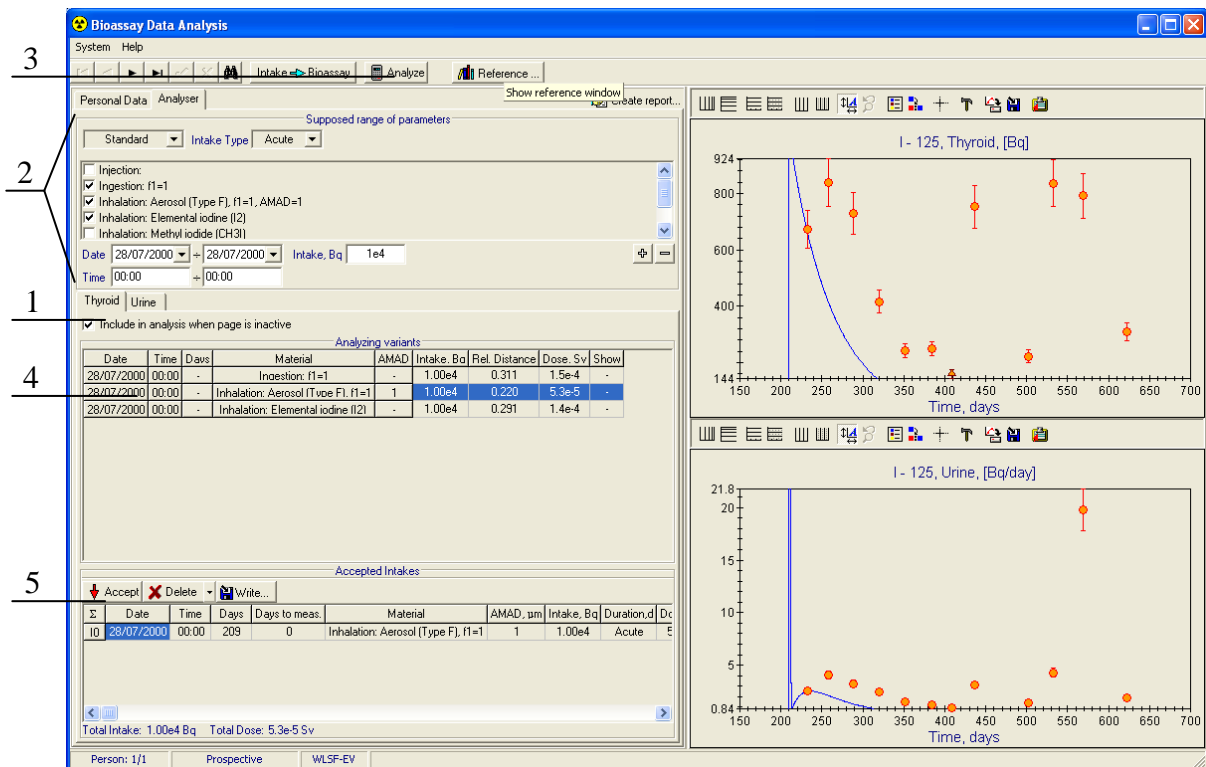 Bioassay Data Analysis
System Help
3
Intake Bioassay Analyze Reference ...
Show reference window
Personal Data Analyser Create report...
Supposed range of parameters
Standard Intake Type Acute
2
Injection:
Ingestion: f1=1
Inhalation: Aerosol (Type F), f1=1, AMAD=1
Inhalation: Elemental iodine (I2)
Inhalation: Methyl iodide (CH3I)
Date 28/07/2000 ÷ 28/07/2000 Intake, Bq 1e4
Time 00:00 ÷ 00:00
Thyroid Urine
1
Include in analysis when page is inactive
Analyzing variants
Date Time Days Material AMAD Intake. Bq Rel. Distance Dose. Sv Show
28/07/2000 00:00 - Ingestion: f1=1 - 1.00e4 0.311 1.5e-4 -
4
28/07/2000 00:00 - Inhalation: Aerosol (Type F). f1=1 1 1.00e4 0.220 5.3e-5 -
28/07/2000 00:00 - Inhalation: Elemental iodine (I2) - 1.00e4 0.291 1.4e-4 -
Accepted Intakes
5
Accept Delete Write...
Σ Date Time Days Days to meas. Material AMAD, µm Intake, Bq Duration,d Do
I0 28/07/2000 00:00 209 0 Inhalation: Aerosol (Type F), f1=1 1 1.00e4 Acute 5
Total Intake: 1.00e4 Bq Total Dose: 5.3e-5 Sv
Person: 1/1 Prospective WLSF-EV
I - 125, Thyroid, [Bq]
924
800
600
400
144
150 200 250 300 350 400 450 500 550 600 650 700
Time, days
I - 125, Urine, [Bq/day]
21.8
20
15
10
5
0.84
150 200 250 300 350 400 450 500 550 600 650 700
Time, days